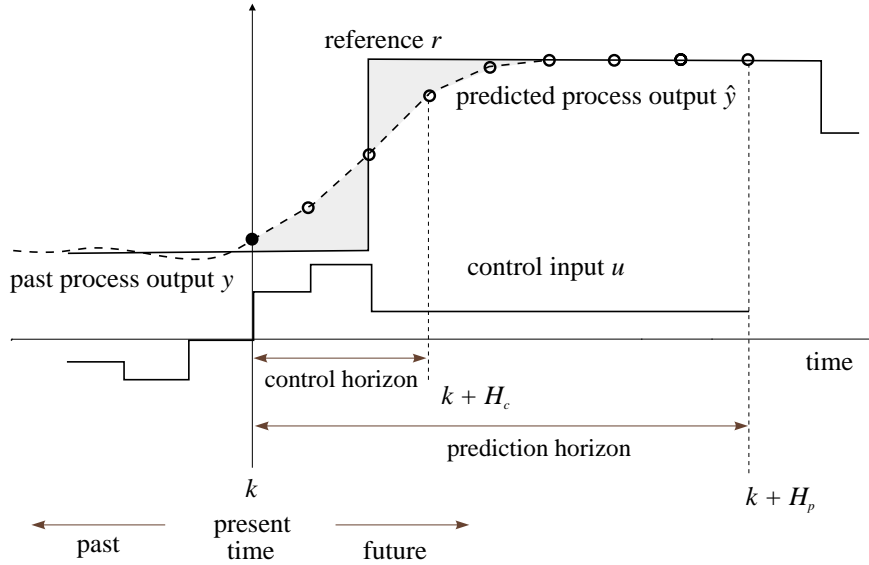 reference r
predicted process output ŷ
past process output y
control input u
time
control horizon
k + H_c
prediction horizon
k
k + H_p
present
time
past
future